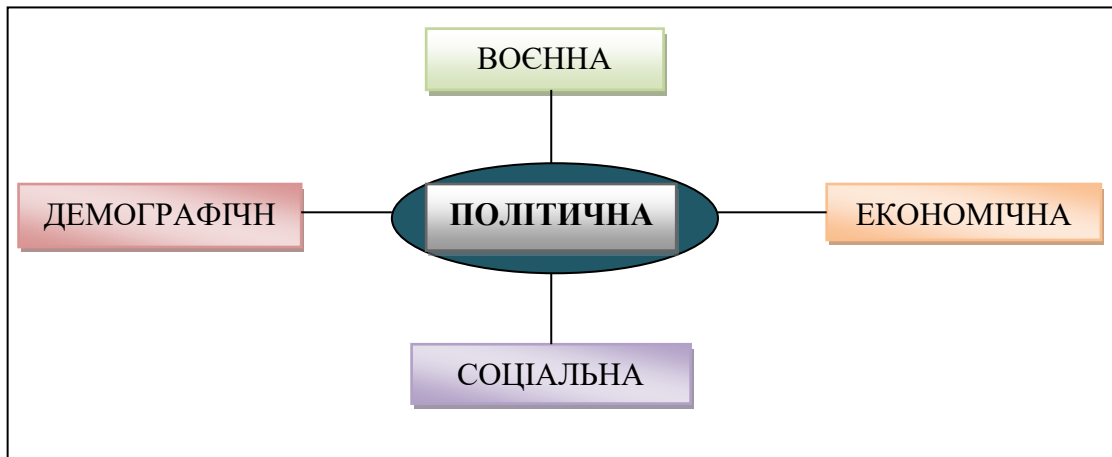 ВОЄННА
ДЕМОГРАФІЧН
ПОЛІТИЧНА
ЕКОНОМІЧНА
СОЦІАЛЬНА